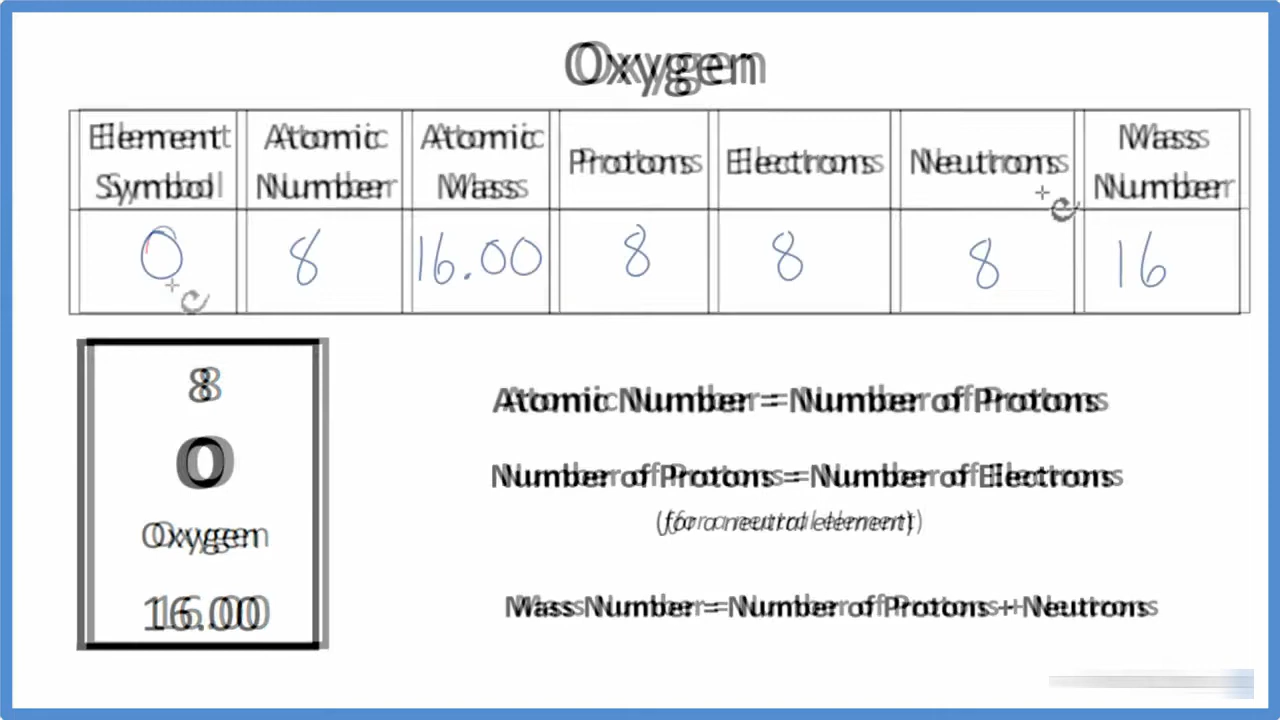 Oxygen
Element Symbol
Atomic Number
Atomic Mass
Protons
Electrons
Neutrons
Mass Number
O
8
16.00
8
8
8
16
8
O
Oxygen
16.00
Atomic Number = Number of Protons
Number of Protons = Number of Electrons
(for a neutral element)
Mass Number = Number of Protons + Neutrons